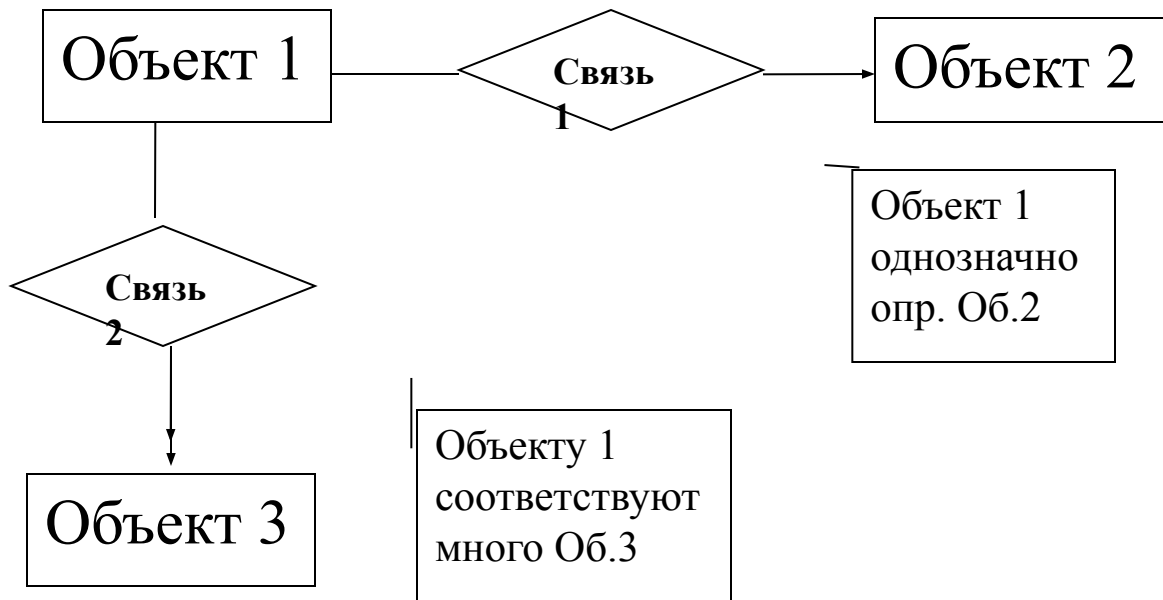 Объект 1
Связь
1
Объект 2
Объект 1
однозначно
опр. Об.2
Связь
2
Объекту 1
соответствуют
много Об.3
Объект 3